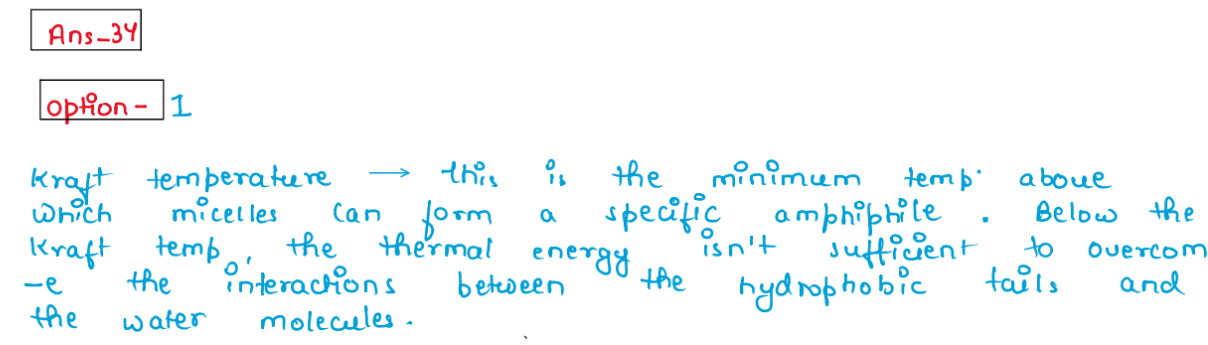 Ans-34
option- 1
Kraft temperature → this is the minimum temp. above
which micelles can form a specific amphiphile. Below the
Kraft temp, the thermal energy isn't sufficient to overcom
-e the interactions between the hydrophobic tails and
the water molecules.